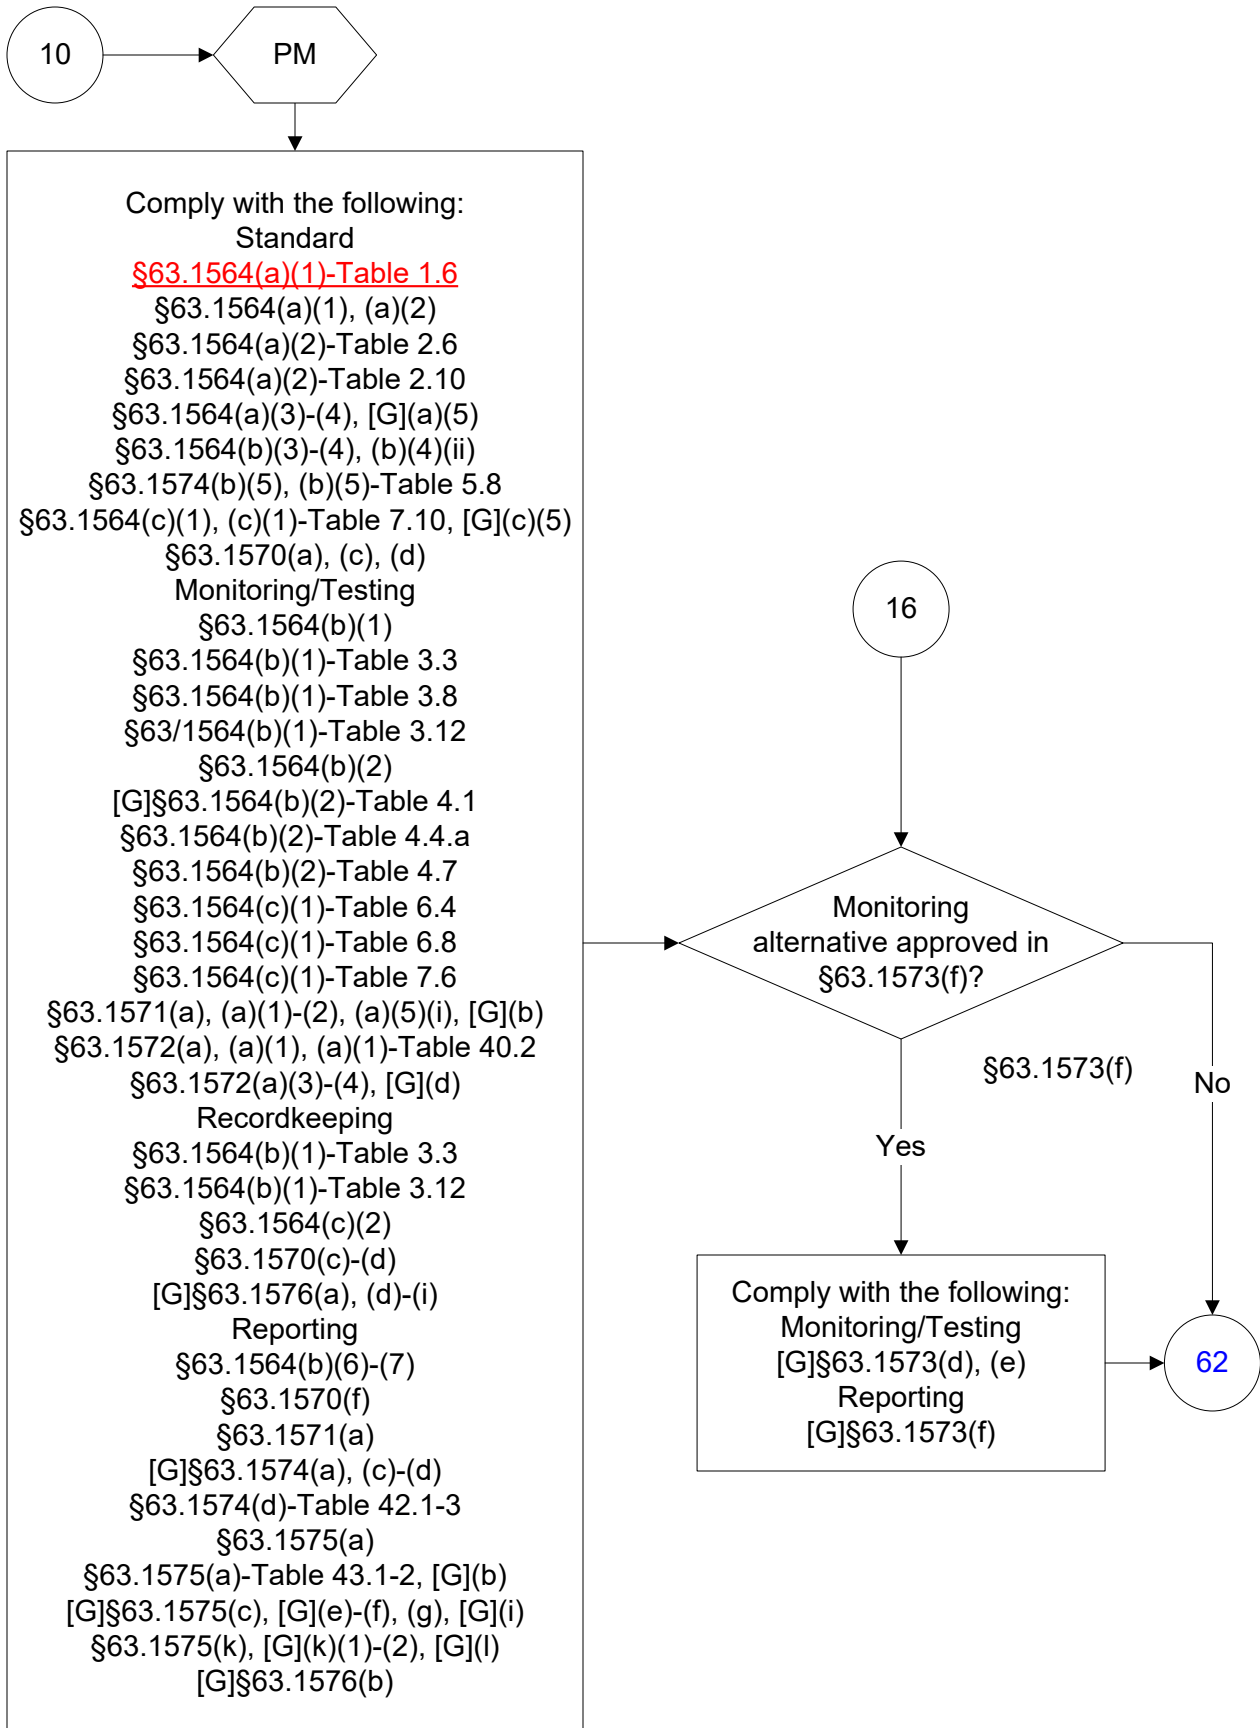 10
PM
Comply with the following:
Standard
§63.1564(a)(1)-Table 1.6
§63.1564(a)(1), (a)(2)
§63.1564(a)(2)-Table 2.6
§63.1564(a)(2)-Table 2.10
§63.1564(a)(3)-(4), [G](a)(5)
§63.1564(b)(3)-(4), (b)(4)(ii)
§63.1574(b)(5), (b)(5)-Table 5.8
§63.1564(c)(1), (c)(1)-Table 7.10, [G](c)(5)
§63.1570(a), (c), (d)
Monitoring/Testing
§63.1564(b)(1)
§63.1564(b)(1)-Table 3.3
§63.1564(b)(1)-Table 3.8
§63/1564(b)(1)-Table 3.12
§63.1564(b)(2)
[G]§63.1564(b)(2)-Table 4.1
§63.1564(b)(2)-Table 4.4.a
§63.1564(b)(2)-Table 4.7
§63.1564(c)(1)-Table 6.4
§63.1564(c)(1)-Table 6.8
§63.1564(c)(1)-Table 7.6
§63.1571(a), (a)(1)-(2), (a)(5)(i), [G](b)
§63.1572(a), (a)(1), (a)(1)-Table 40.2
§63.1572(a)(3)-(4), [G](d)
Recordkeeping
§63.1564(b)(1)-Table 3.3
§63.1564(b)(1)-Table 3.12
§63.1564(c)(2)
§63.1570(c)-(d)
[G]§63.1576(a), (d)-(i)
Reporting
§63.1564(b)(6)-(7)
§63.1570(f)
§63.1571(a)
[G]§63.1574(a), (c)-(d)
§63.1574(d)-Table 42.1-3
§63.1575(a)
§63.1575(a)-Table 43.1-2, [G](b)
[G]§63.1575(c), [G](e)-(f), (g), [G](i)
§63.1575(k), [G](k)(1)-(2), [G](l)
[G]§63.1576(b)
16
Monitoring
alternative approved in
§63.1573(f)?
§63.1573(f)
No
Yes
Comply with the following:
Monitoring/Testing
[G]§63.1573(d), (e)
Reporting
[G]§63.1573(f)
62